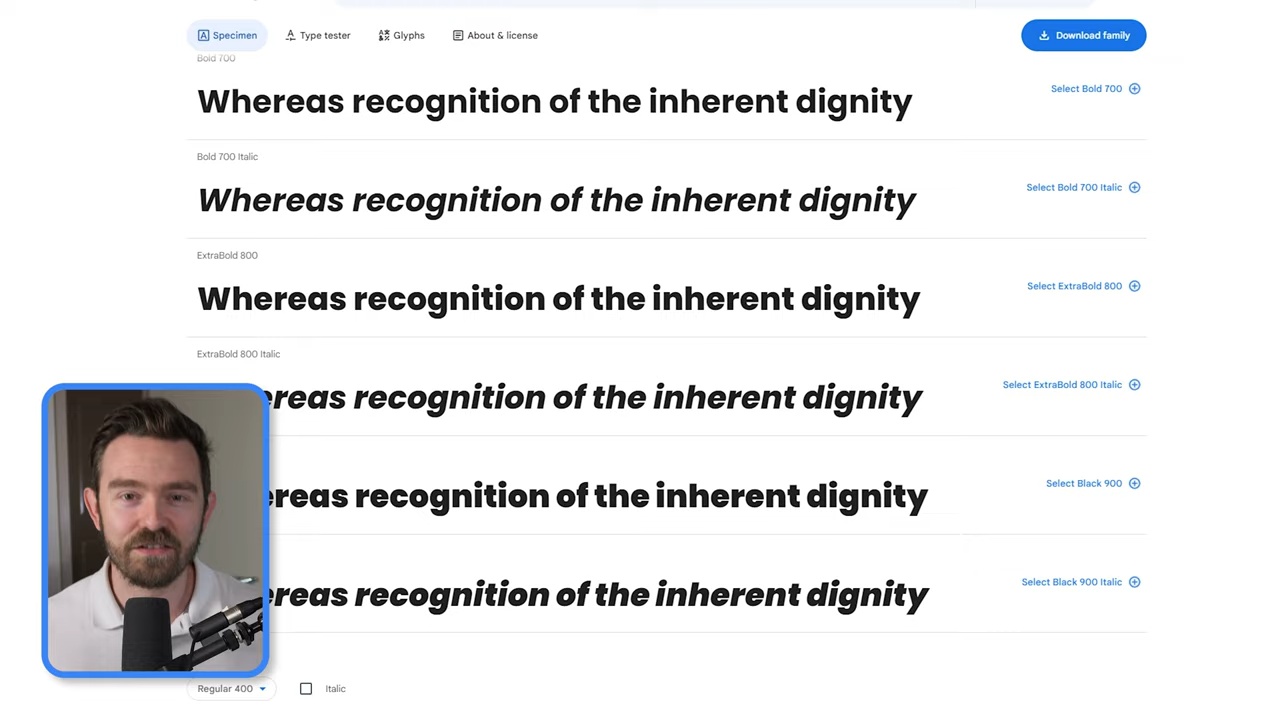 Specimen
Type tester
Glyphs
About & license
Download family
Bold 700
Whereas recognition of the inherent dignity
Select Bold 700
Bold 700 Italic
Whereas recognition of the inherent dignity
Select Bold 700 Italic
ExtraBold 800
Whereas recognition of the inherent dignity
Select ExtraBold 800
ExtraBold 800 Italic
ereas recognition of the inherent dignity
Select ExtraBold 800 Italic
ereas recognition of the inherent dignity
Select Black 900
ereas recognition of the inherent dignity
Select Black 900 Italic
Regular 400
Italic